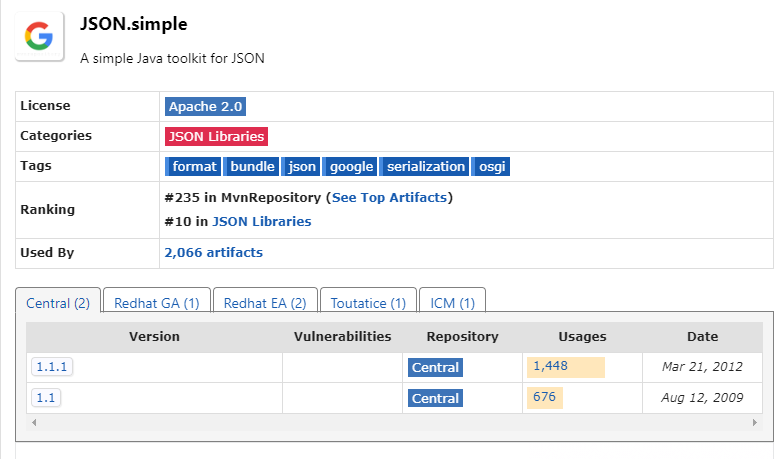 JSON.simple
A simple Java toolkit for JSON
License Apache 2.0
Categories JSON Libraries
Tags format bundle json google serialization osgi
Ranking #235 in MvnRepository (See Top Artifacts)
#10 in JSON Libraries
Used By 2,066 artifacts
Central (2) Redhat GA (1) Redhat EA (2) Toutatice (1) ICM (1)
Version Vulnerabilities Repository Usages Date
1.1.1 Central 1,448 Mar 21, 2012
1.1 Central 676 Aug 12, 2009